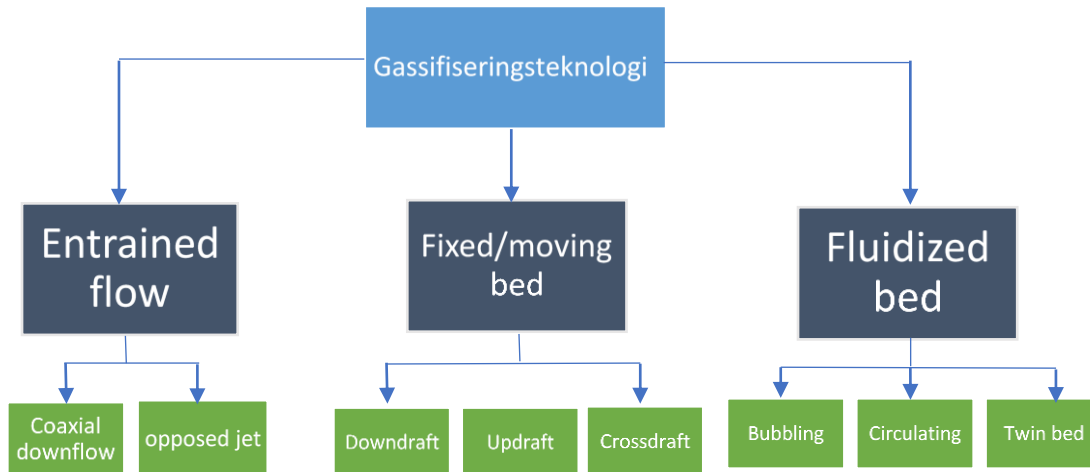 Gassifiseringsteknologi
Entrained
flow
Fixed/moving
bed
Fluidized
bed
Coaxial
downflow
opposed jet
Downdraft
Updraft
Crossdraft
Bubbling
Circulating
Twin bed